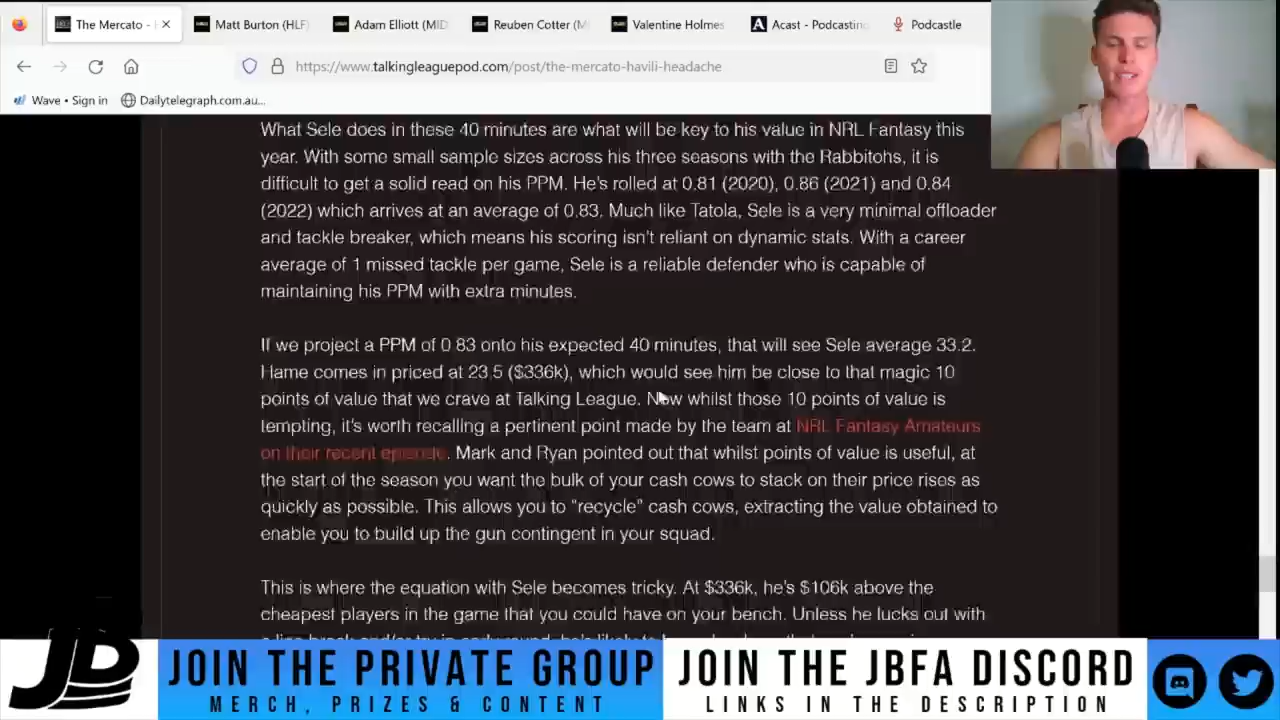 The Mercato -
Matt Burton (HLF)
Adam Elliott (MID
Reuben Cotter (M
Valentine Holmes
Acast - Podcastin
Podcastle
https://www.talkingleaguepod.com/post/the-mercato-havili-headache
Wave • Sign in
Dailytelegraph.com.au...
What Sele does in these 40 minutes are what will be key to his value in NRL Fantasy this
year. With some small sample sizes across his three seasons with the Rabbitohs, it is
difficult to get a solid read on his PPM. He's rolled at 0.81 (2020), 0.86 (2021) and 0.84
(2022) which arrives at an average of 0.83. Much like Tatola, Sele is a very minimal offloader
and tackle breaker, which means his scoring isn't reliant on dynamic stats. With a career
average of 1 missed tackle per game, Sele is a reliable defender who is capable of
maintaining his PPM with extra minutes.
If we project a PPM of 0.83 onto his expected 40 minutes, that will see Sele average 33.2.
Hame comes in priced at 23.5 ($336k), which would see him be close to that magic 10
points of value that we crave at Talking League. Now whilst those 10 points of value is
tempting, it's worth recalling a pertinent point made by the team at NRL Fantasy Amateurs
on their recent episode. Mark and Ryan pointed out that whilst points of value is useful, at
the start of the season you want the bulk of your cash cows to stack on their price rises as
quickly as possible. This allows you to "recycle" cash cows, extracting the value obtained to
enable you to build up the gun contingent in your squad.
This is where the equation with Sele becomes tricky. At $336k, he's $106k above the
cheapest players in the game that you could have on your bench. Unless he lucks out with
JB
JOIN THE PRIVATE GROUP
MERCH, PRIZES & CONTENT
JOIN THE JBFA DISCORD
LINKS IN THE DESCRIPTION